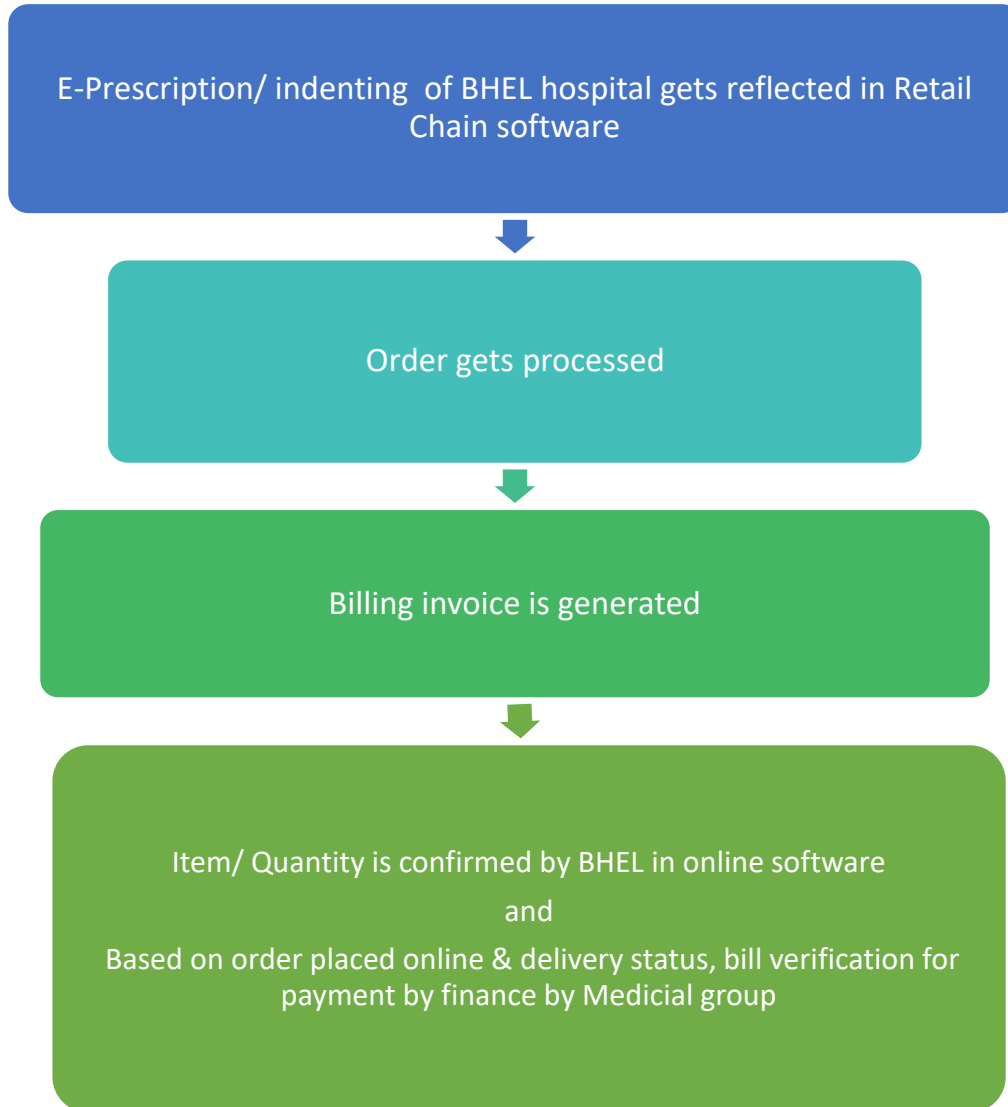 E-Prescription/ indenting  of BHEL hospital gets reflected in Retail
Chain software
Order gets processed
Billing invoice is generated
Item/ Quantity is confirmed by BHEL in online software
and
Based on order placed online & delivery status, bill verification for
payment by finance by Medicial group